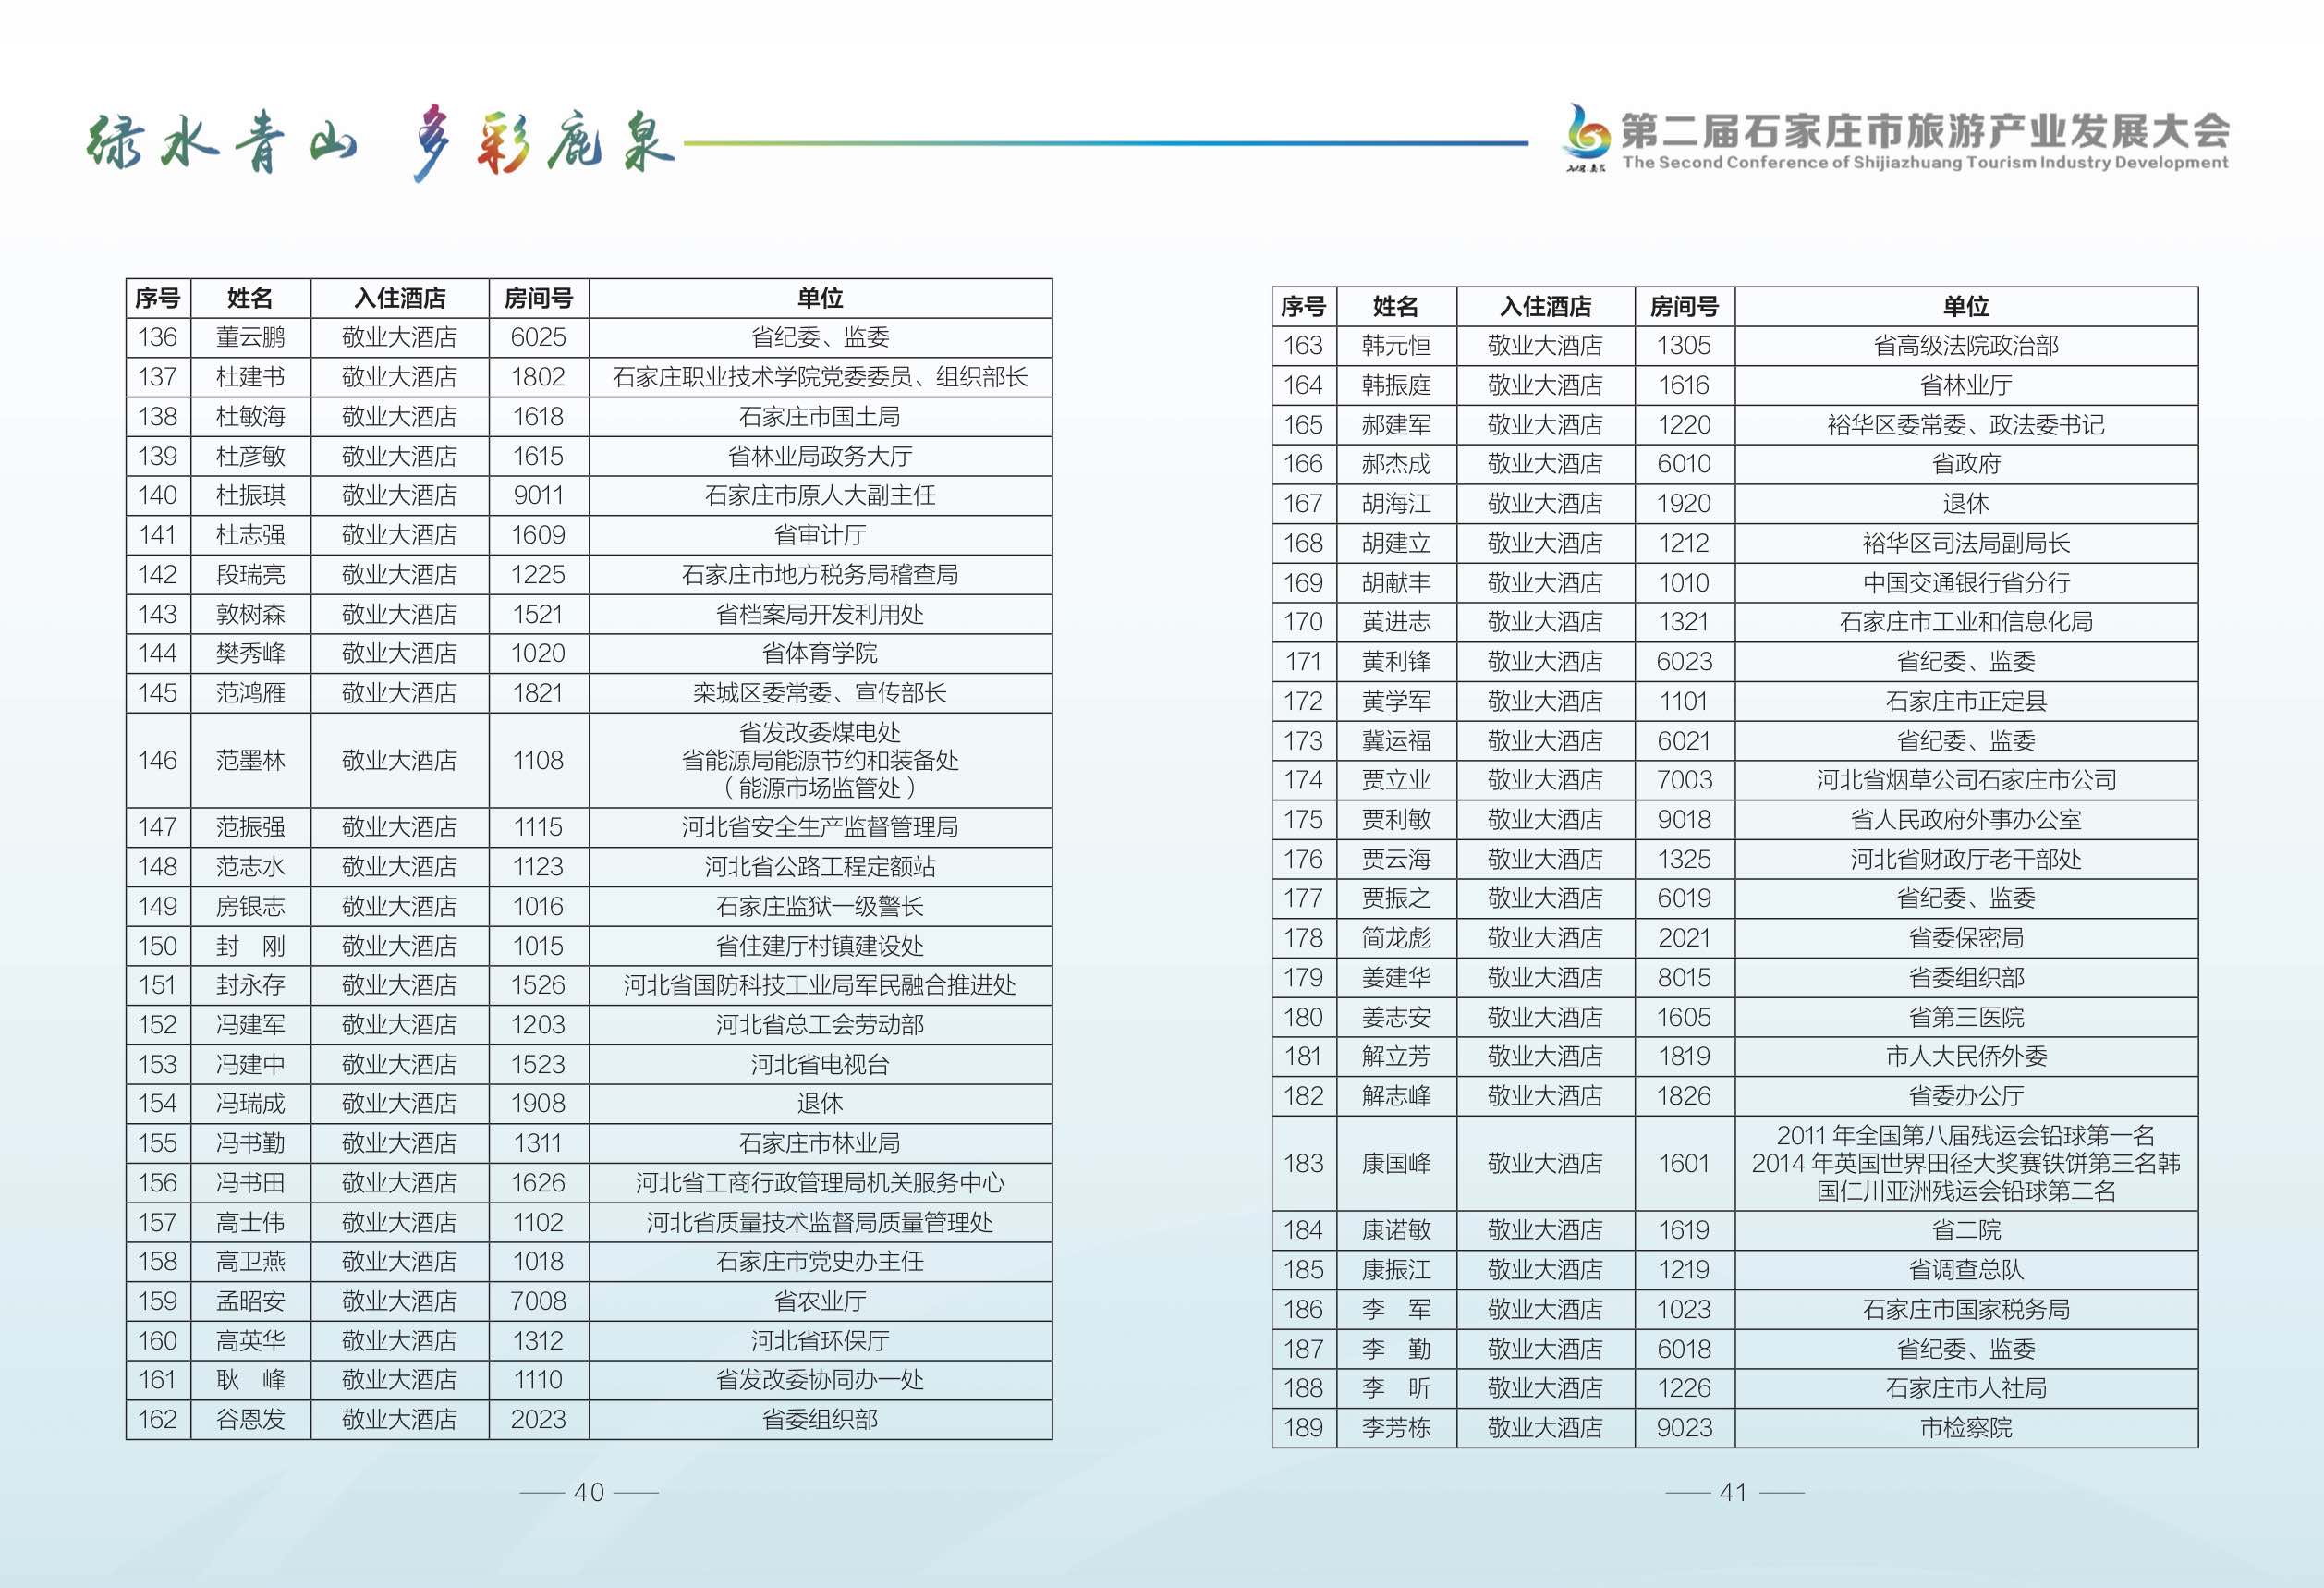 绿水青山 多彩鹿泉
第二届石家庄市旅游产业发展大会
The Second Conference of Shijiazhuang Tourism Industry Development
序号 姓名 入住酒店 房间号 单位
136 董云鹏 敬业大酒店 6025 省纪委、监委
137 杜建书 敬业大酒店 1802 石家庄职业技术学院党委委员、组织部长
138 杜敏海 敬业大酒店 1618 石家庄市国土局
139 杜彦敏 敬业大酒店 1615 省林业局政务大厅
140 杜振琪 敬业大酒店 9011 石家庄市原人大副主任
141 杜志强 敬业大酒店 1609 省审计厅
142 段瑞亮 敬业大酒店 1225 石家庄市地方税务局稽查局
143 敦树森 敬业大酒店 1521 省档案局开发利用处
144 樊秀峰 敬业大酒店 1020 省体育学院
145 范鸿雁 敬业大酒店 1821 栾城区委常委、宣传部长
146 范墨林 敬业大酒店 1108 省发改委煤电处
省能源局能源节约和装备处
（能源市场监管处）
147 范振强 敬业大酒店 1115 河北省安全生产监督管理局
148 范志水 敬业大酒店 1123 河北省公路工程定额站
149 房银志 敬业大酒店 1016 石家庄监狱一级警长
150 封 刚 敬业大酒店 1015 省住建厅村镇建设处
151 封永存 敬业大酒店 1526 河北省国防科技工业局军民融合推进处
152 冯建军 敬业大酒店 1203 河北省总工会劳动部
153 冯建中 敬业大酒店 1523 河北省电视台
154 冯瑞成 敬业大酒店 1908 退休
155 冯书勤 敬业大酒店 1311 石家庄市林业局
156 冯书田 敬业大酒店 1626 河北省工商行政管理局机关服务中心
157 高士伟 敬业大酒店 1102 河北省质量技术监督局质量管理处
158 高卫燕 敬业大酒店 1018 石家庄市党史办主任
159 孟昭安 敬业大酒店 7008 省农业厅
160 高英华 敬业大酒店 1312 河北省环保厅
161 耿 峰 敬业大酒店 1110 省发改委协同办一处
162 谷恩发 敬业大酒店 2023 省委组织部
40
序号 姓名 入住酒店 房间号 单位
163 韩元恒 敬业大酒店 1305 省高级法院政治部
164 韩振庭 敬业大酒店 1616 省林业厅
165 郝建军 敬业大酒店 1220 裕华区委常委、政法委书记
166 郝杰成 敬业大酒店 6010 省政府
167 胡海江 敬业大酒店 1920 退休
168 胡建立 敬业大酒店 1212 裕华区司法局副局长
169 胡献丰 敬业大酒店 1010 中国交通银行省分行
170 黄进志 敬业大酒店 1321 石家庄市工业和信息化局
171 黄利锋 敬业大酒店 6023 省纪委、监委
172 黄学军 敬业大酒店 1101 石家庄市正定县
173 冀运福 敬业大酒店 6021 省纪委、监委
174 贾立业 敬业大酒店 7003 河北省烟草公司石家庄市公司
175 贾利敏 敬业大酒店 9018 省人民政府外事办公室
176 贾云海 敬业大酒店 1325 河北省财政厅老干部处
177 贾振之 敬业大酒店 6019 省纪委、监委
178 简龙彪 敬业大酒店 2021 省委保密局
179 姜建华 敬业大酒店 8015 省委组织部
180 姜志安 敬业大酒店 1605 省第三医院
181 解立芳 敬业大酒店 1819 市人大民侨外委
182 解志峰 敬业大酒店 1826 省委办公厅
183 康国峰 敬业大酒店 1601 2011年全国第八届残运会铅球第一名
2014年英国世界田径大奖赛铁饼第三名韩
国仁川亚洲残运会铅球第二名
184 康诺敏 敬业大酒店 1619 省二院
185 康振江 敬业大酒店 1219 省调查总队
186 李 军 敬业大酒店 1023 石家庄市国家税务局
187 李 勤 敬业大酒店 6018 省纪委、监委
188 李 昕 敬业大酒店 1226 石家庄市人社局
189 李芳栋 敬业大酒店 9023 市检察院
41